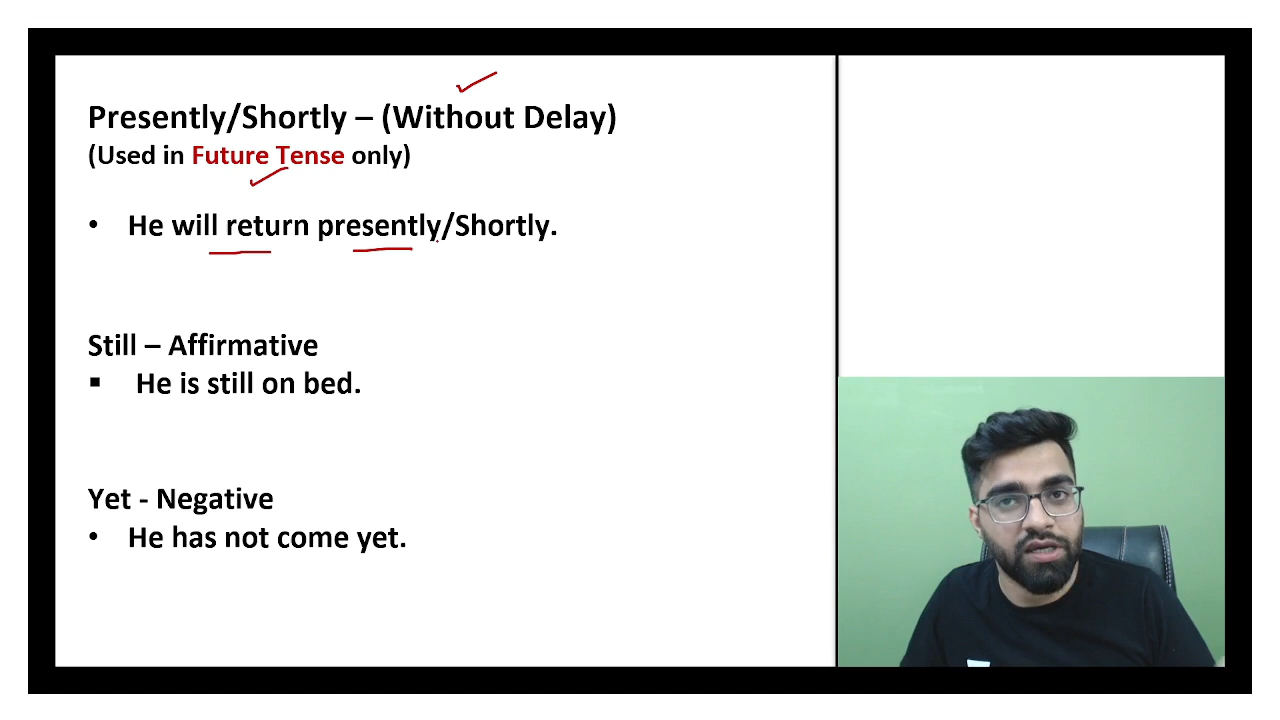 Presently/Shortly – (Without Delay)
(Used in Future Tense only)
• He will return presently/Shortly.
Still – Affirmative
▪ He is still on bed.
Yet - Negative
• He has not come yet.